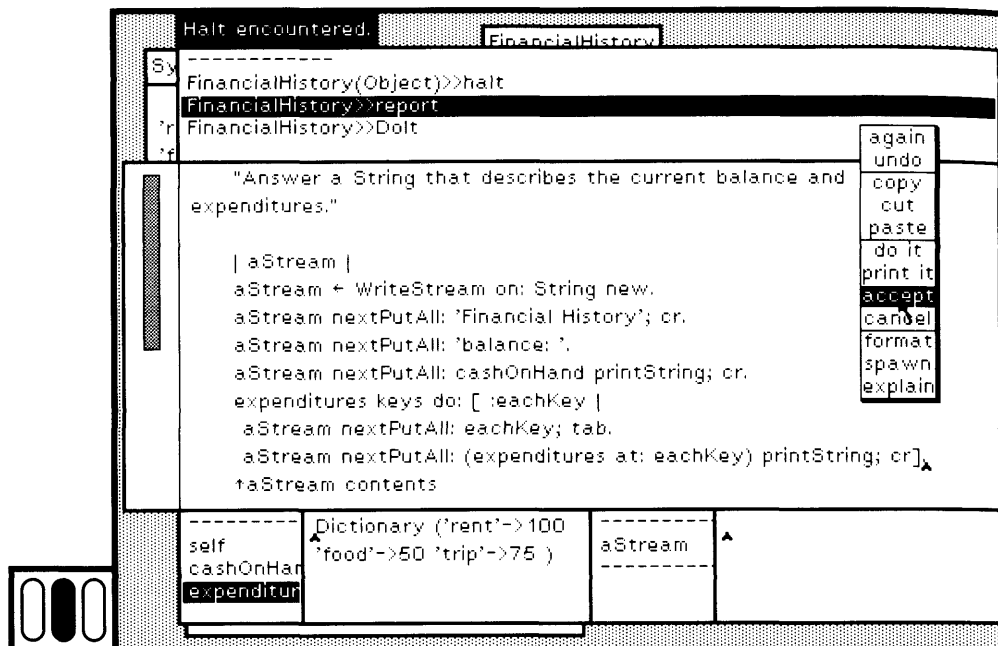 Halt encountered.
FinancialHistory
Sy
------------
FinancialHistory(Object)>>halt
FinancialHistory>>report
'r
FinancialHistory>>DoIt
'f
"Answer a String that describes the current balance and
expenditures."
| aStream |
aStream ← WriteStream on: String new.
aStream nextPutAll: 'Financial History'; cr.
aStream nextPutAll: 'balance: '.
aStream nextPutAll: cashOnHand printString; cr.
expenditures keys do: [ :eachKey |
aStream nextPutAll: eachKey; tab.
aStream nextPutAll: (expenditures at: eachKey) printString; cr].
↑aStream contents
again
undo
copy
cut
paste
do it
print it
accept
cancel
format
spawn
explain
----------
self
cashOnHan
expenditur
Dictionary ('rent'->100
'food'->50 'trip'->75 )
----------
aStream
----------